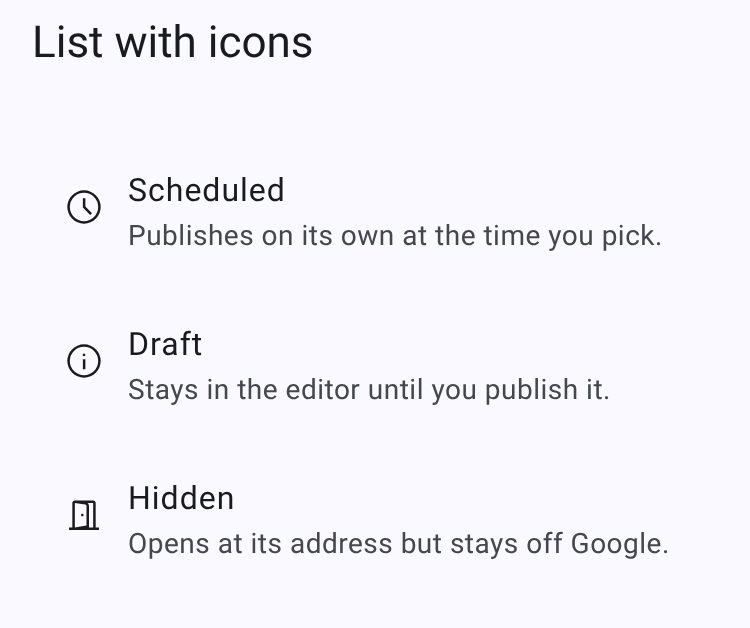 List with icons
Scheduled
Publishes on its own at the time you pick.
Draft
Stays in the editor until you publish it.
Hidden
Opens at its address but stays off Google.